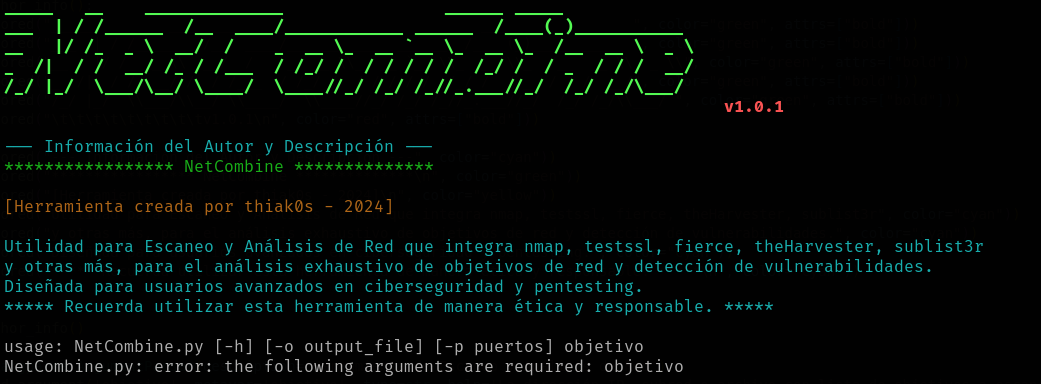 NetCombine
v1.0.1
--- Información del Autor y Descripción ---
***************** NetCombine **************
[Herramienta creada por thiak0s - 2024]
Utilidad para Escaneo y Análisis de Red que integra nmap, testssl, fierce, theHarvester, sublist3r
y otras más, para el análisis exhaustivo de objetivos de red y detección de vulnerabilidades.
Diseñada para usuarios avanzados en ciberseguridad y pentesting.
***** Recuerda utilizar esta herramienta de manera ética y responsable. *****
usage: NetCombine.py [-h] [-o output_file] [-p puertos] objetivo
NetCombine.py: error: the following arguments are required: objetivo